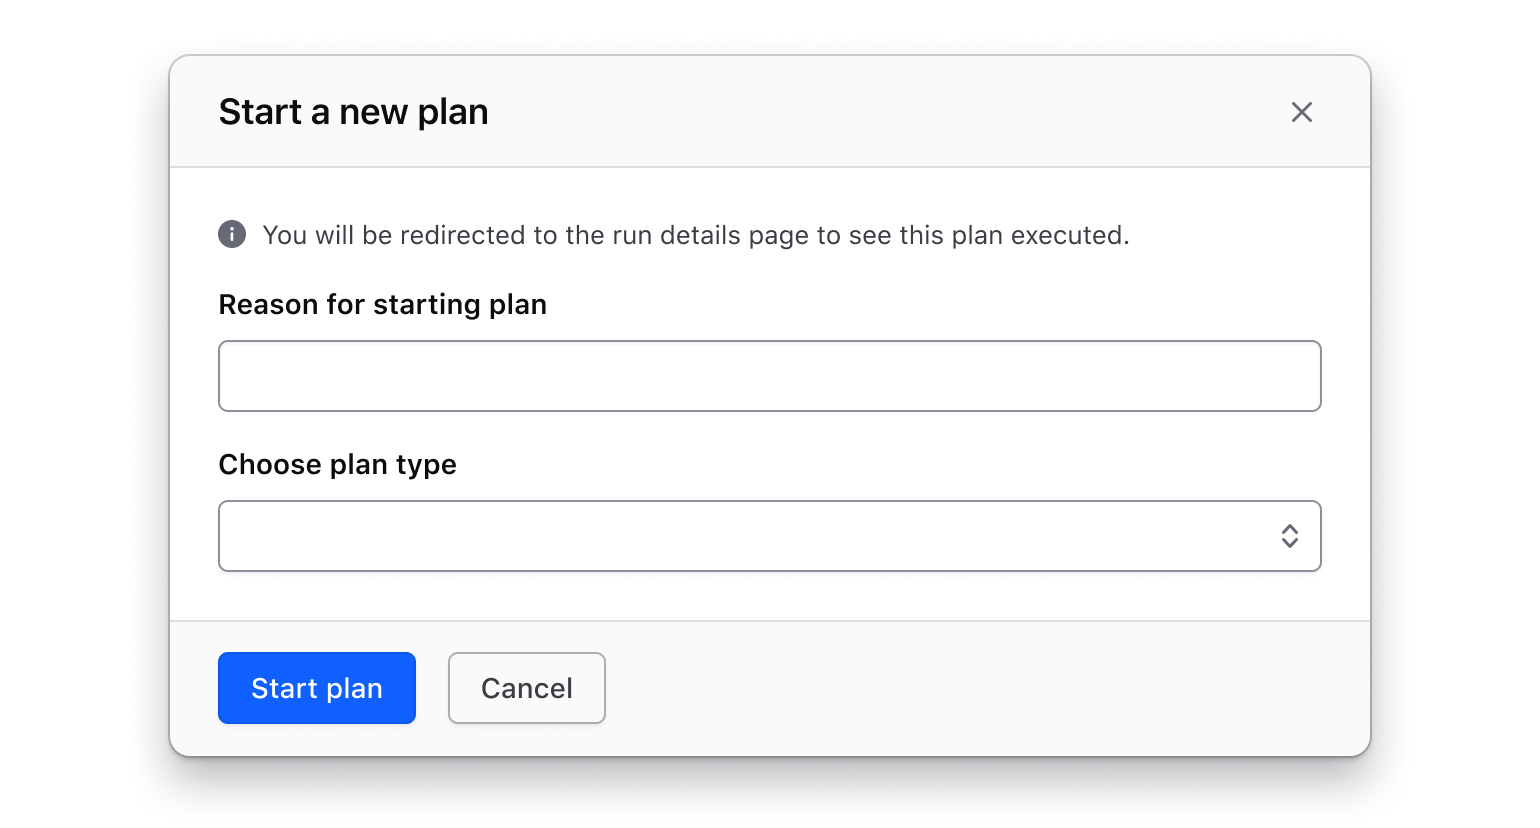 Start a new plan
You will be redirected to the run details page to see this plan executed.
Reason for starting plan
Choose plan type
Start plan
Cancel